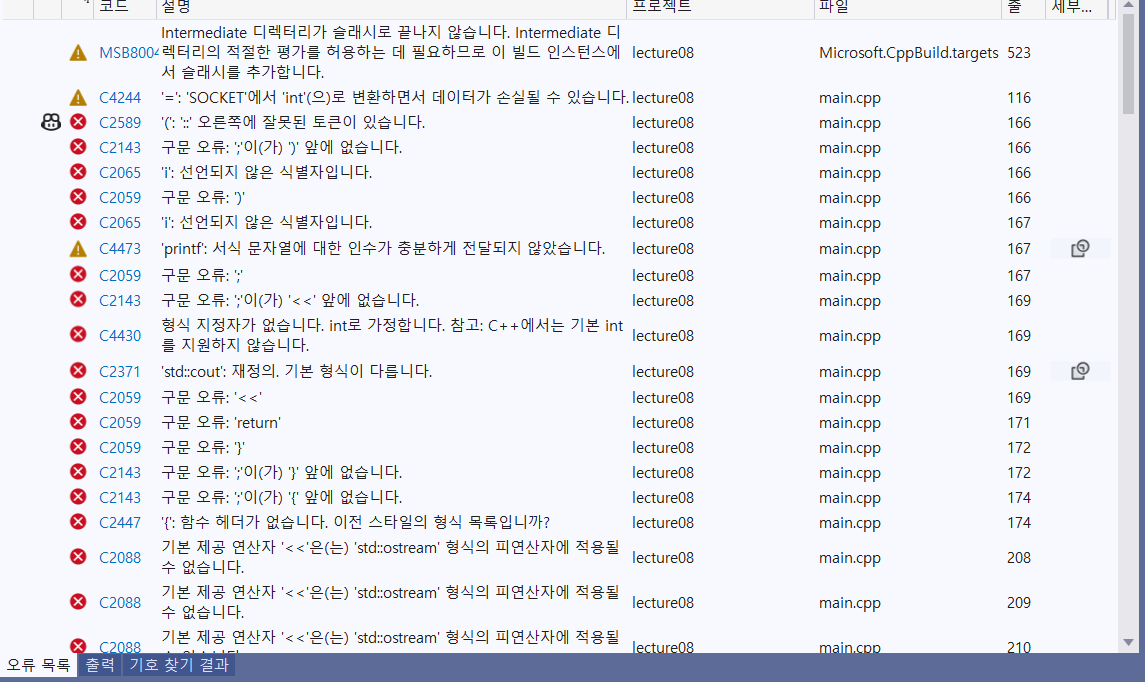 코드 설명 프로젝트 파일 줄 세부...
Intermediate 디렉터리가 슬래시로 끝나지 않습니다. Intermediate 디
MSB8004 렉터리의 적절한 평가를 허용하는 데 필요하므로 이 빌드 인스턴스에 lecture08 Microsoft.CppBuild.targets 523
서 슬래시를 추가합니다.
C4244 '=': 'SOCKET'에서 'int'(으)로 변환하면서 데이터가 손실될 수 있습니다. lecture08 main.cpp 116
C2589 '(': '::' 오른쪽에 잘못된 토큰이 있습니다. lecture08 main.cpp 166
C2143 구문 오류: ';'이(가) ')' 앞에 없습니다. lecture08 main.cpp 166
C2065 'i': 선언되지 않은 식별자입니다. lecture08 main.cpp 166
C2059 구문 오류: ')' lecture08 main.cpp 166
C2065 'i': 선언되지 않은 식별자입니다. lecture08 main.cpp 167
C4473 'printf': 서식 문자열에 대한 인수가 충분하게 전달되지 않았습니다. lecture08 main.cpp 167
C2059 구문 오류: ';' lecture08 main.cpp 167
C2143 구문 오류: ';'이(가) '<<' 앞에 없습니다. lecture08 main.cpp 169
형식 지정자가 없습니다. int로 가정합니다. 참고: C++에서는 기본 int
C4430 를 지원하지 않습니다. lecture08 main.cpp 169
C2371 'std::cout': 재정의. 기본 형식이 다릅니다. lecture08 main.cpp 169
C2059 구문 오류: '<<' lecture08 main.cpp 169
C2059 구문 오류: 'return' lecture08 main.cpp 171
C2059 구문 오류: '}' lecture08 main.cpp 172
C2143 구문 오류: ';'이(가) '}' 앞에 없습니다. lecture08 main.cpp 172
C2143 구문 오류: ';'이(가) '{' 앞에 없습니다. lecture08 main.cpp 174
C2447 '{': 함수 헤더가 없습니다. 이전 스타일의 형식 목록입니까? lecture08 main.cpp 174
기본 제공 연산자 '<<'은(는) 'std::ostream' 형식의 피연산자에 적용될
C2088 수 없습니다. lecture08 main.cpp 208
기본 제공 연산자 '<<'은(는) 'std::ostream' 형식의 피연산자에 적용될
C2088 수 없습니다. lecture08 main.cpp 209
기본 제공 연산자 '<<'은(는) 'std::ostream' 형식의 피연산자에 적용될
C2088 lecture08 main.cpp 210
오류 목록 출력 기호 찾기 결과